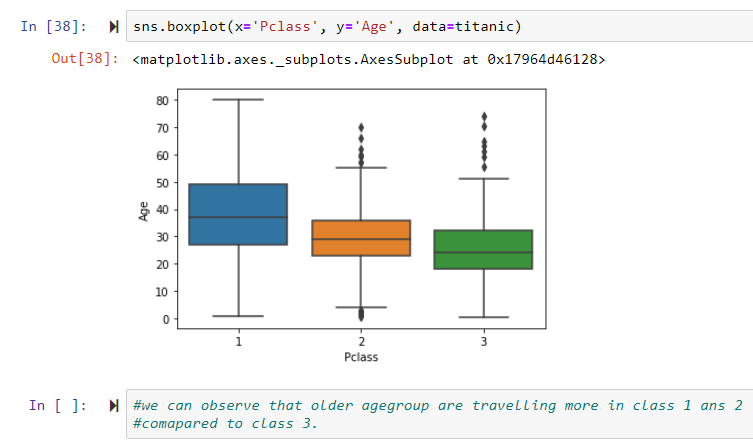 In [38]: sns.boxplot(x='Pclass', y='Age', data=titanic)
Out[38]: <matplotlib.axes._subplots.AxesSubplot at 0x17964d46128>
80
70
60
50
40
30
20
10
0
Age
1 2 3
Pclass
In [ ]: #we can observe that older agegroup are travelling more in class 1 ans 2
#comapared to class 3.